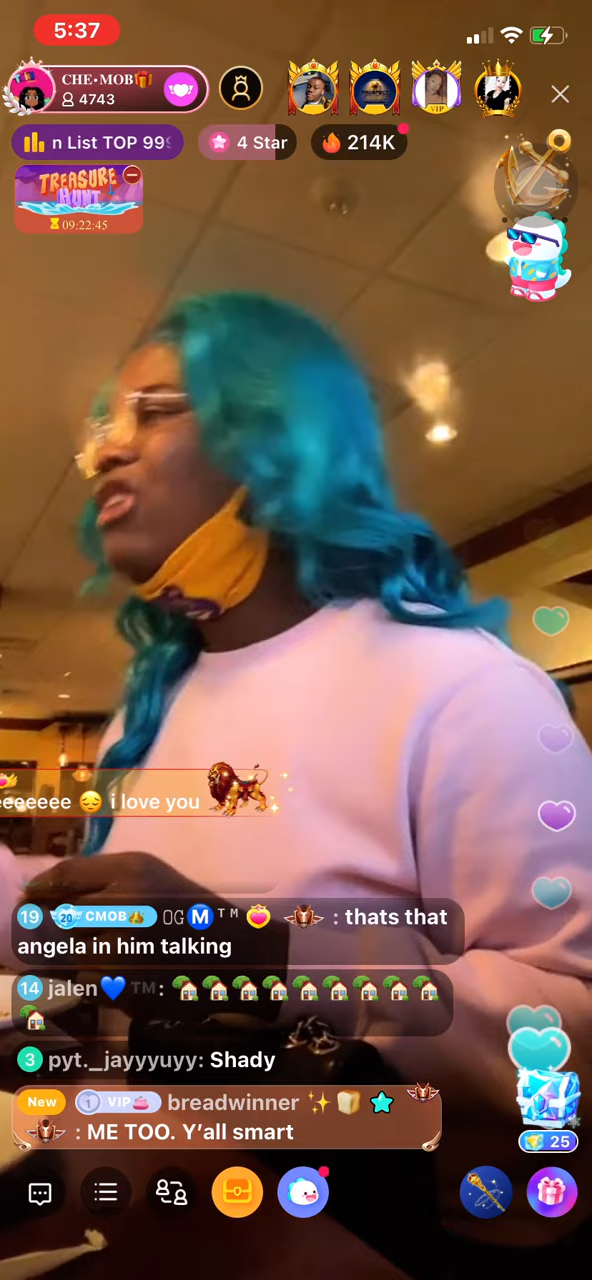 5:37
CHE•MOB🎁
4743
VIP
n List TOP 99
4 Star
214K
TREASURE
HUNT
09:22:45
eeeeeee 😔 i love you
19 20 CMOB OG Ⓜ️ ᵀᴹ : thats that
angela in him talking
14 jalen💙 TM: 🏡🏡🏡🏡🏡🏡🏡🏡🏡
🏡
3 pyt._jayyyuyy: Shady
New 1 VIP breadwinner ✨🍞
: ME TOO. Y'all smart
25